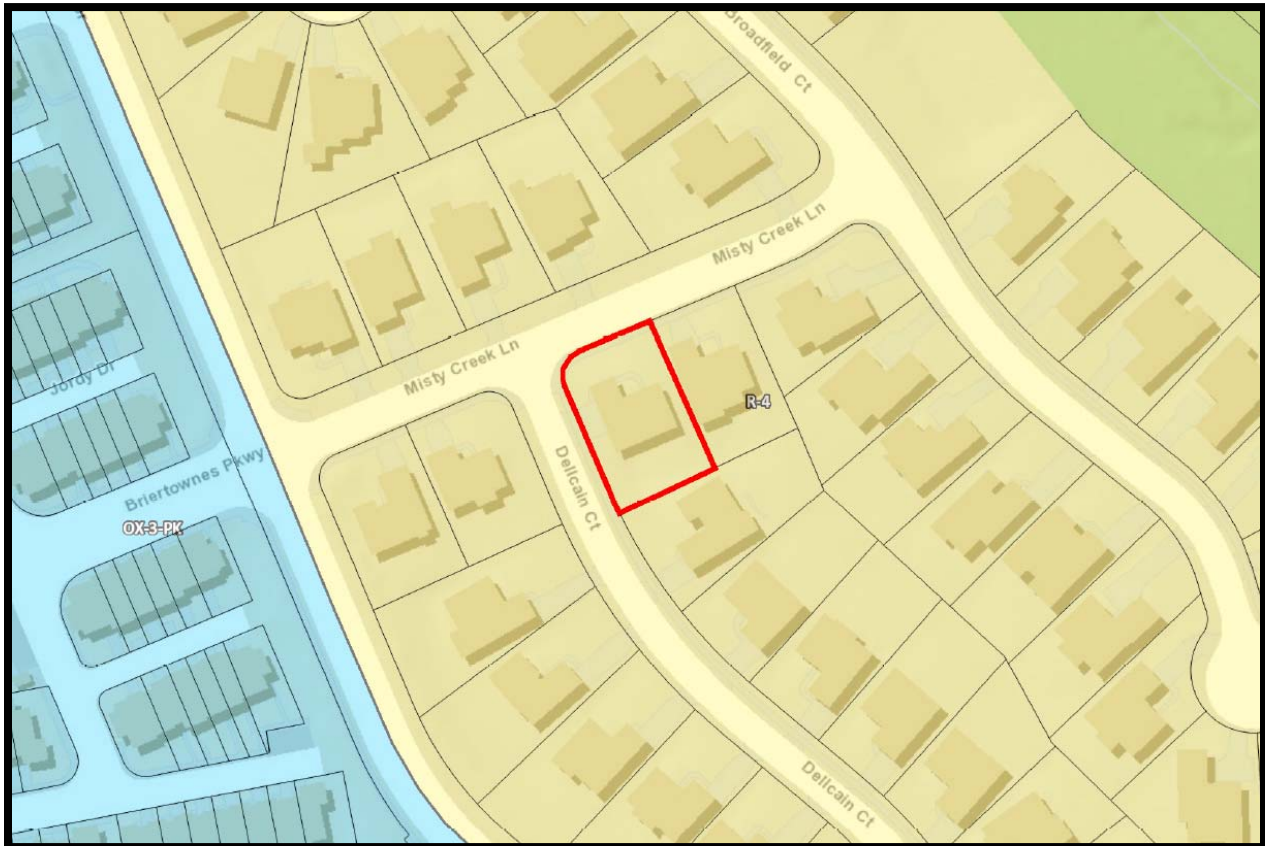 Broadfield Ct
Misty Creek Ln
Misty Creek Ln
Jordy Dr
R-4
Briertownes Pkwy
Dellcain Ct
OX-3-PK
Dellcain Ct